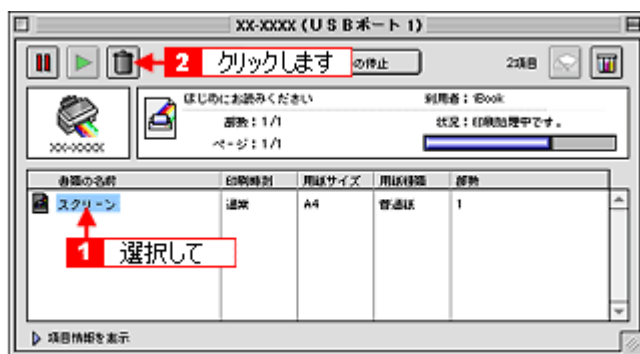 XX-XXXX (USBポート 1)
2 クリックします の停止 2項目
はじめにお読みください 利用者：iBook
部数：1/1 状況：印刷処理中です。
XX-XXXX ページ：1/1
書類の名前 印刷時刻 用紙サイズ 用紙種類 部数
スクリーン 通常 A4 普通紙 1
1 選択して
項目情報を表示